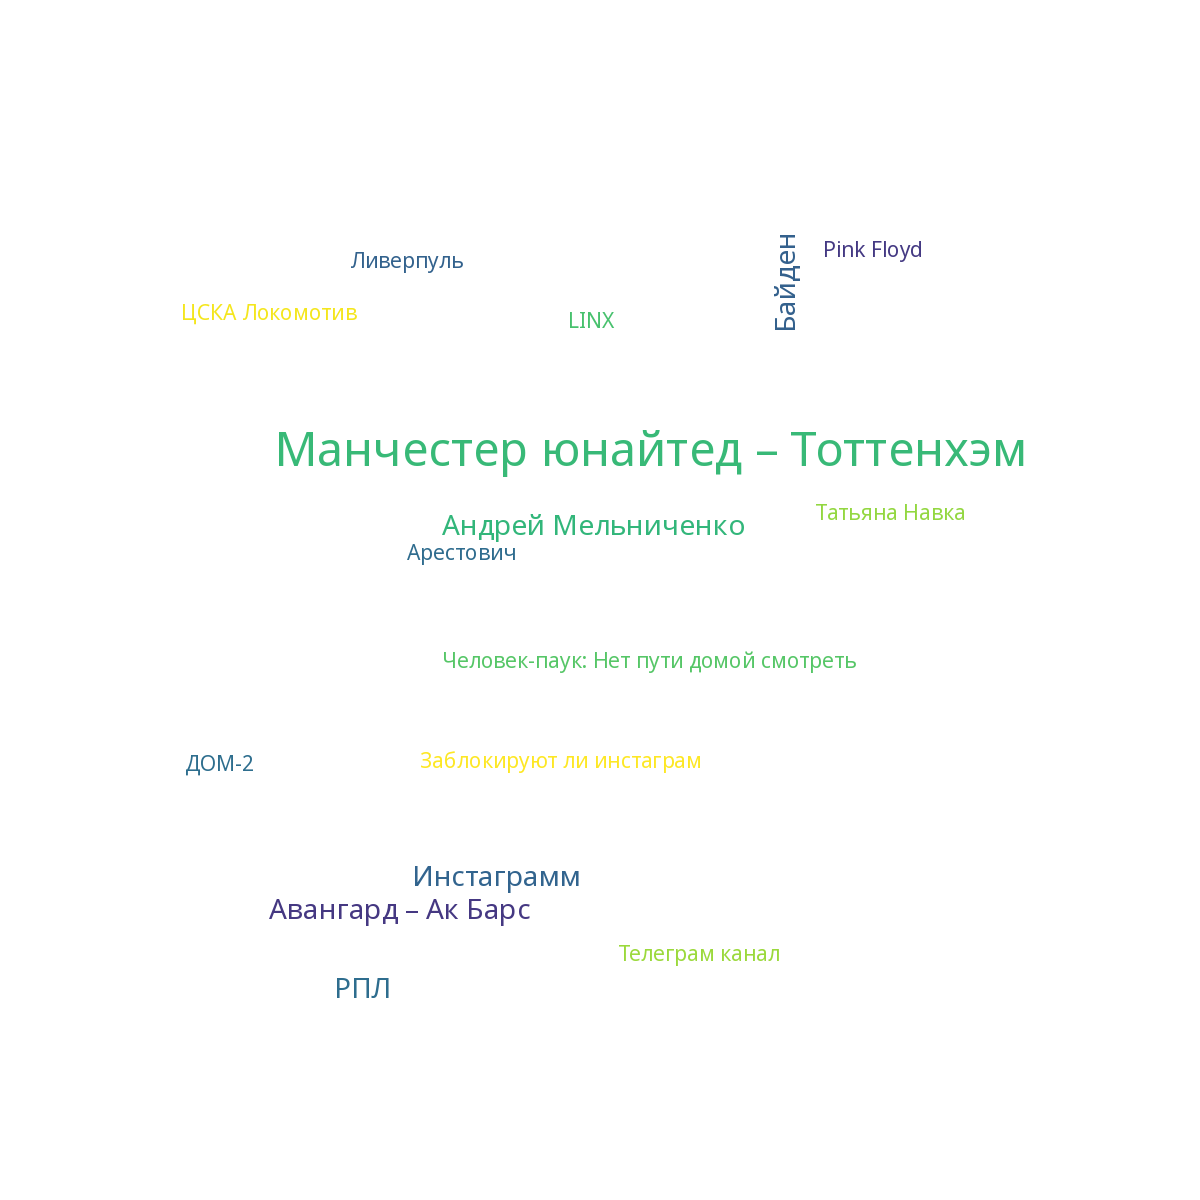 Байден
Pink Floyd
Ливерпуль
ЦСКА Локомотив
LINX
Манчестер юнайтед – Тоттенхэм
Татьяна Навка
Андрей Мельниченко
Арестович
Человек-паук: Нет пути домой смотреть
Заблокируют ли инстаграм
ДОМ-2
Инстаграмм
Авангард – Ак Барс
Телеграм канал
РПЛ